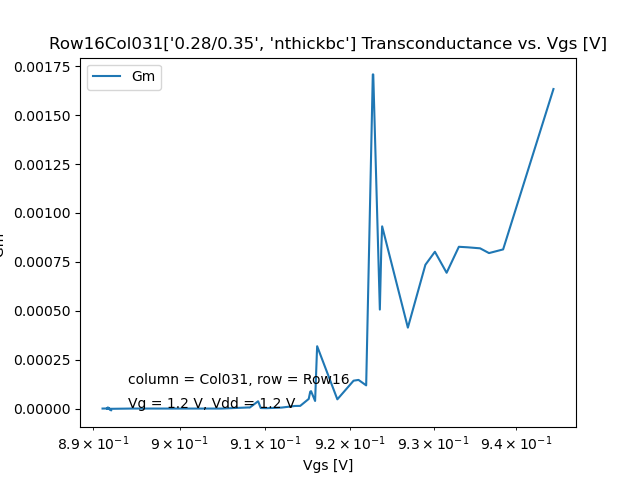 Row16Col031['0.28/0.35', 'nthickbc'] Transconductance vs. Vgs [V]
Gm
0.00175
0.00150
0.00125
0.00100
0.00075
0.00050
0.00025
0.00000
column = Col031, row = Row16
Vg = 1.2 V, Vdd = 1.2 V
8.9 × 10⁻¹ 9 × 10⁻¹ 9.1 × 10⁻¹ 9.2 × 10⁻¹ 9.3 × 10⁻¹ 9.4 × 10⁻¹
Vgs [V]